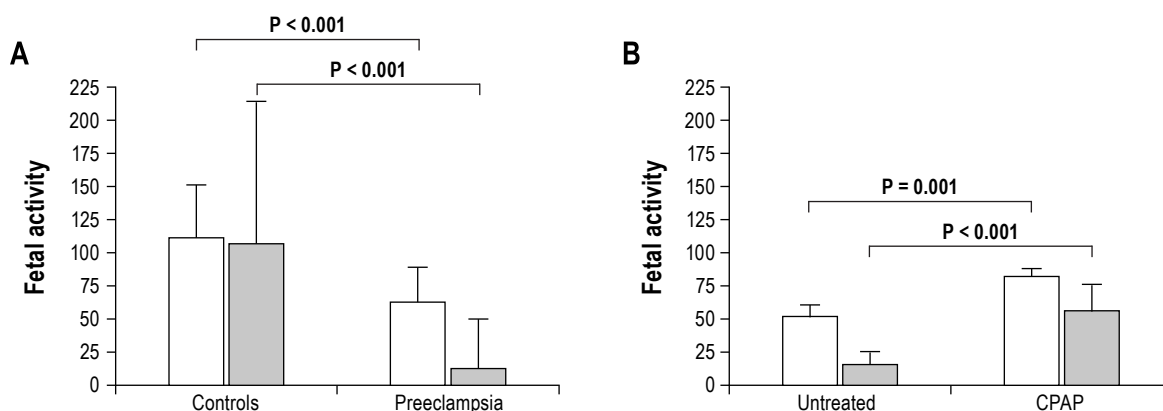 A
P < 0.001
P < 0.001
Fetal activity
225
200
175
150
125
100
75
50
25
0
Controls
Preeclampsia
B
P = 0.001
P < 0.001
Fetal activity
225
200
175
150
125
100
75
50
25
0
Untreated
CPAP